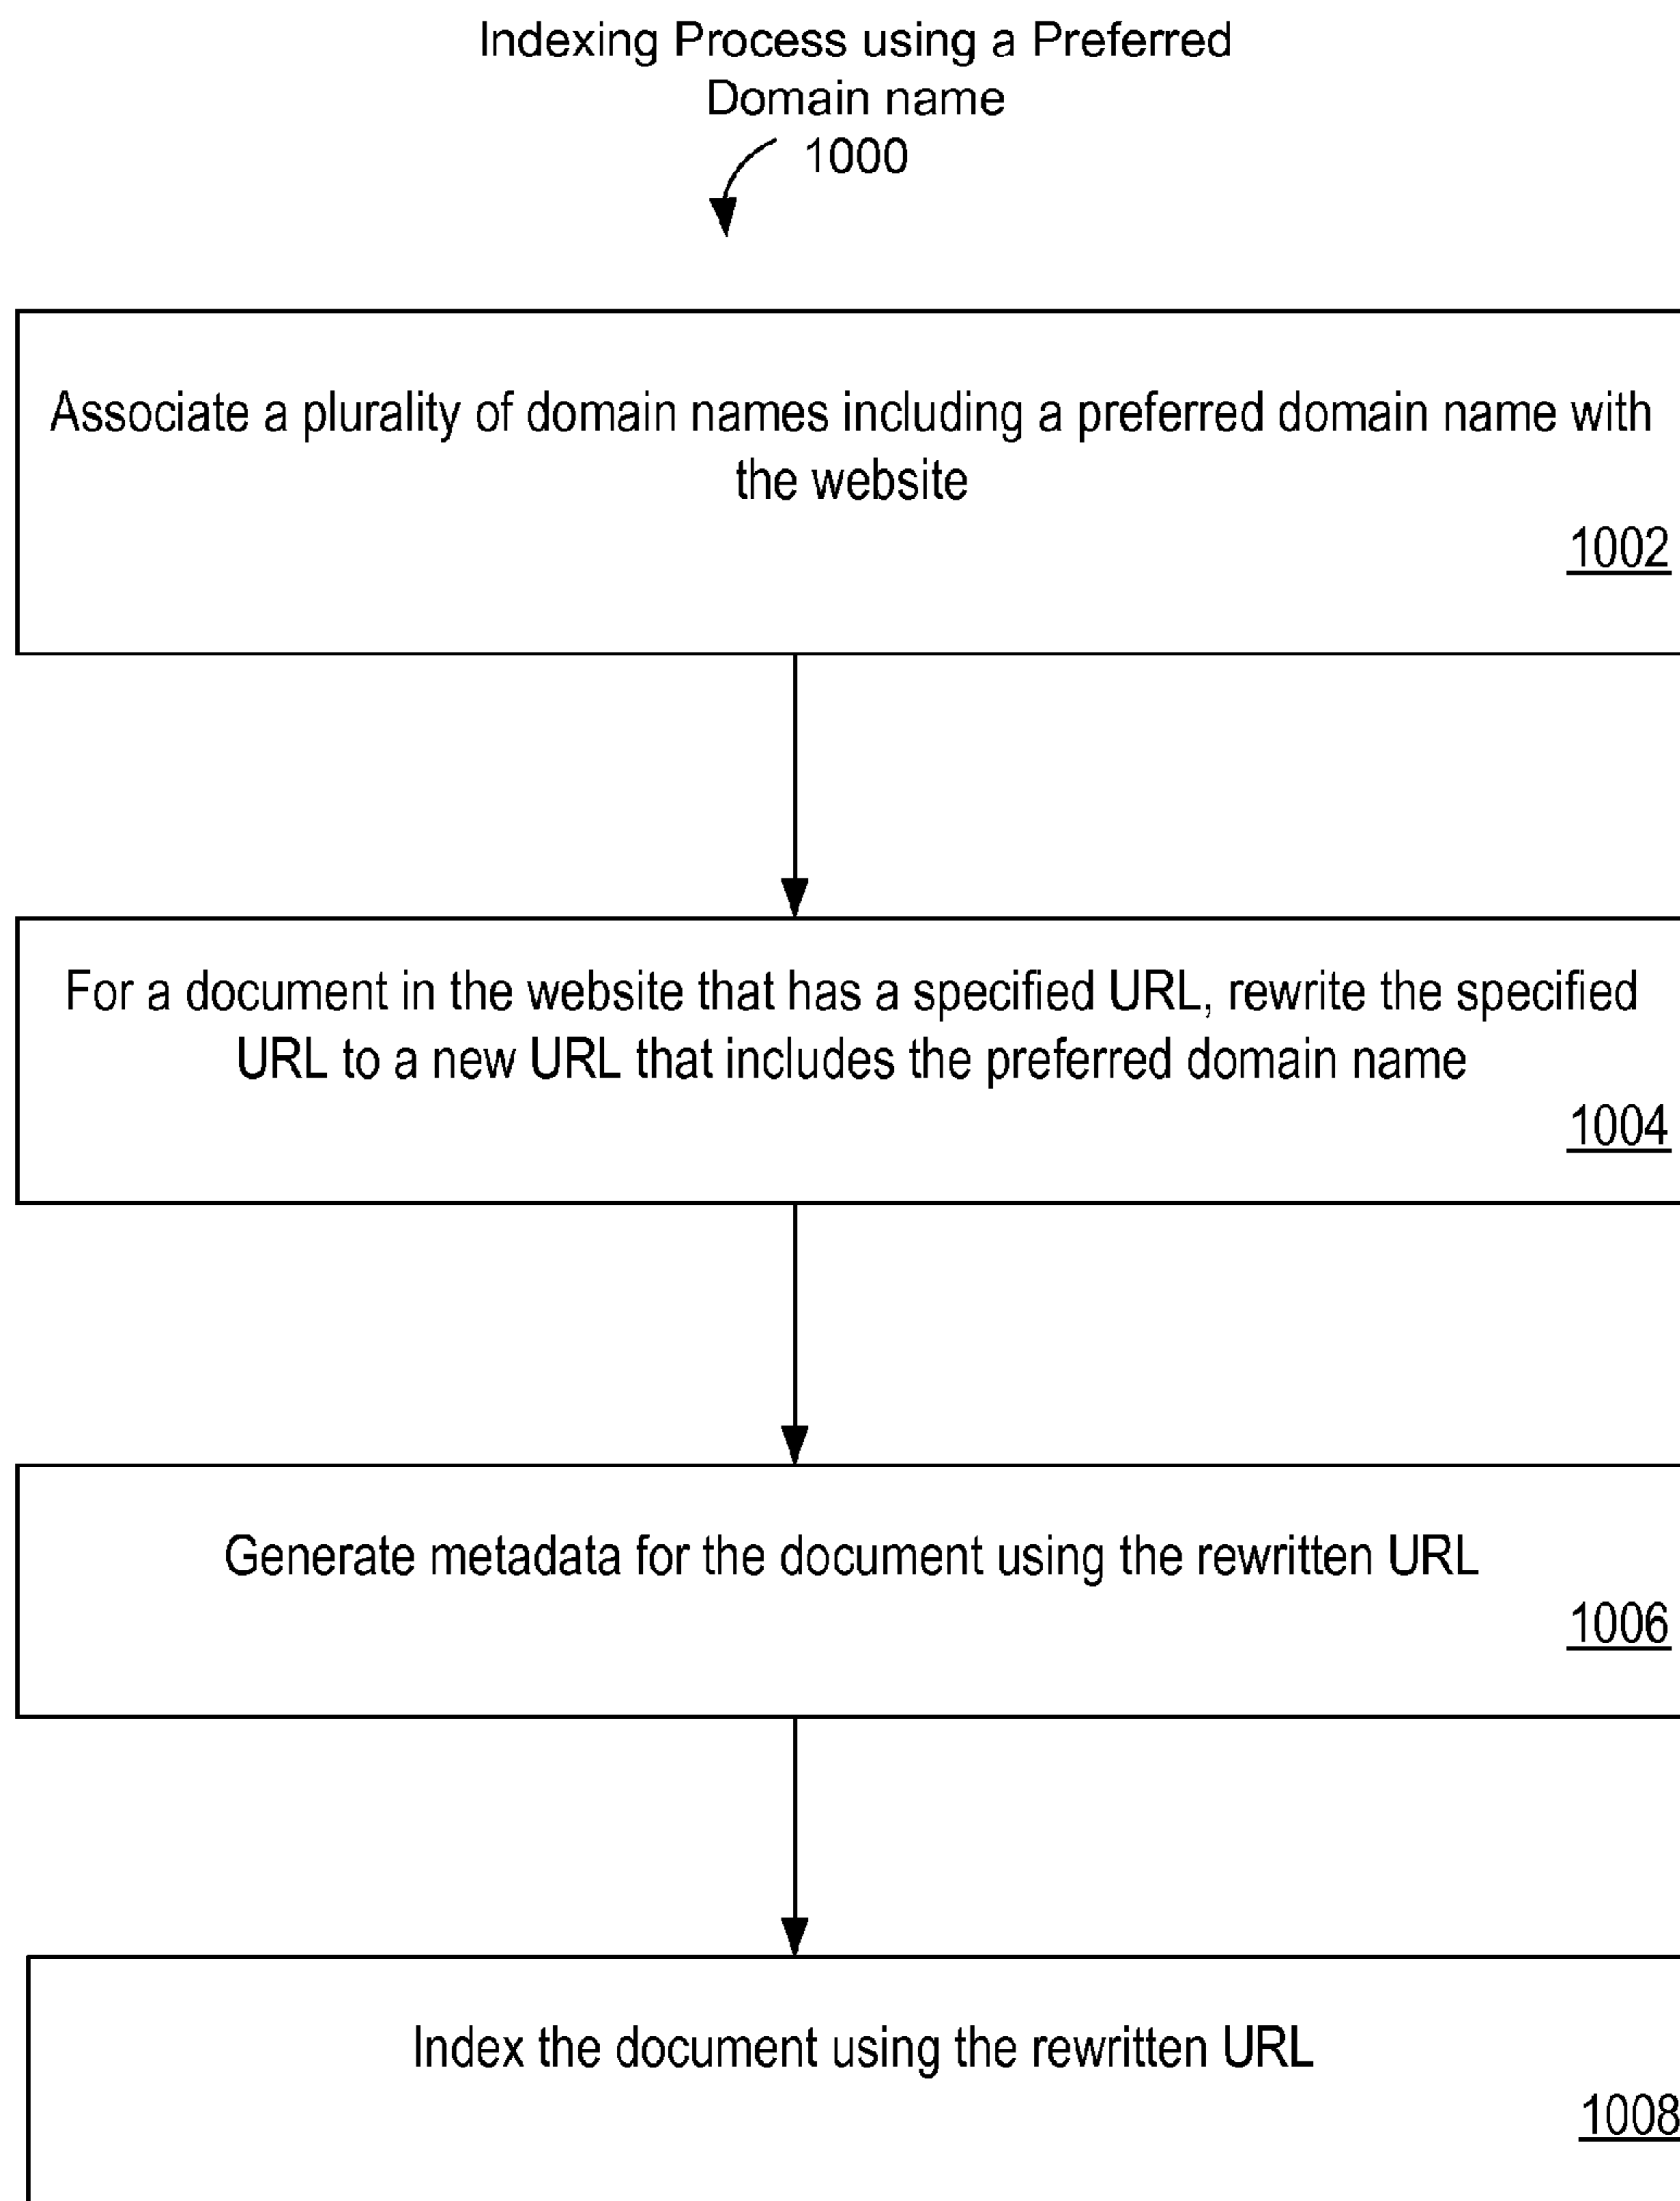 Indexing Process using a Preferred
Domain name
1000
Associate a plurality of domain names including a preferred domain name with
the website
1002
For a document in the website that has a specified URL, rewrite the specified
URL to a new URL that includes the preferred domain name
1004
Generate metadata for the document using the rewritten URL
1006
Index the document using the rewritten URL
1008